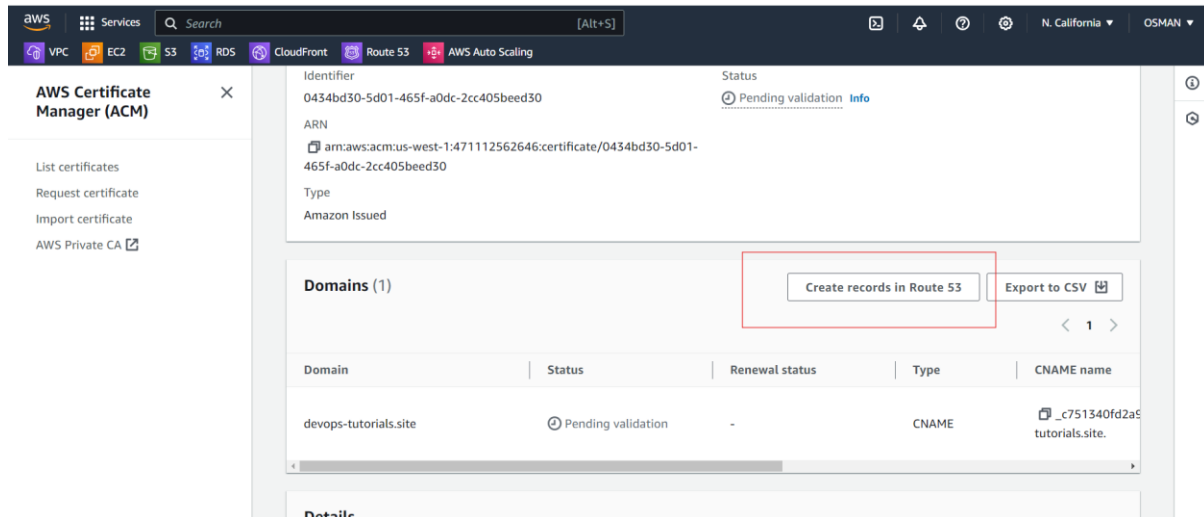 aws Services Search [Alt+S] N. California OSMAN
VPC EC2 S3 RDS CloudFront Route 53 AWS Auto Scaling
AWS Certificate
Manager (ACM)
List certificates
Request certificate
Import certificate
AWS Private CA
Identifier
0434bd30-5d01-465f-a0dc-2cc405beed30
Status
Pending validation Info
ARN
arn:aws:acm:us-west-1:471112562646:certificate/0434bd30-5d01-
465f-a0dc-2cc405beed30
Type
Amazon Issued
Domains (1) Create records in Route 53 Export to CSV
1
Domain Status Renewal status Type CNAME name
devops-tutorials.site Pending validation - CNAME _c751340fd2a9
tutorials.site.
Details